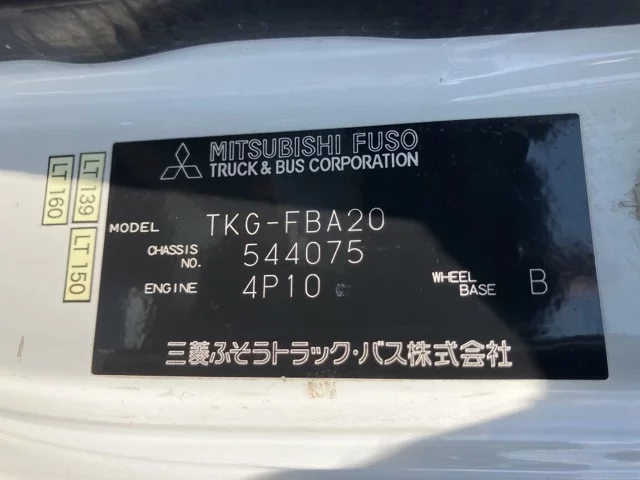 MITSUBISHI FUSO
TRUCK & BUS CORPORATION
LT 160
LT 139
LT 150
MODEL TKG-FBA20
CHASSIS NO. 544075
ENGINE 4P10 WHEEL BASE B
三菱ふそうトラック・バス株式会社